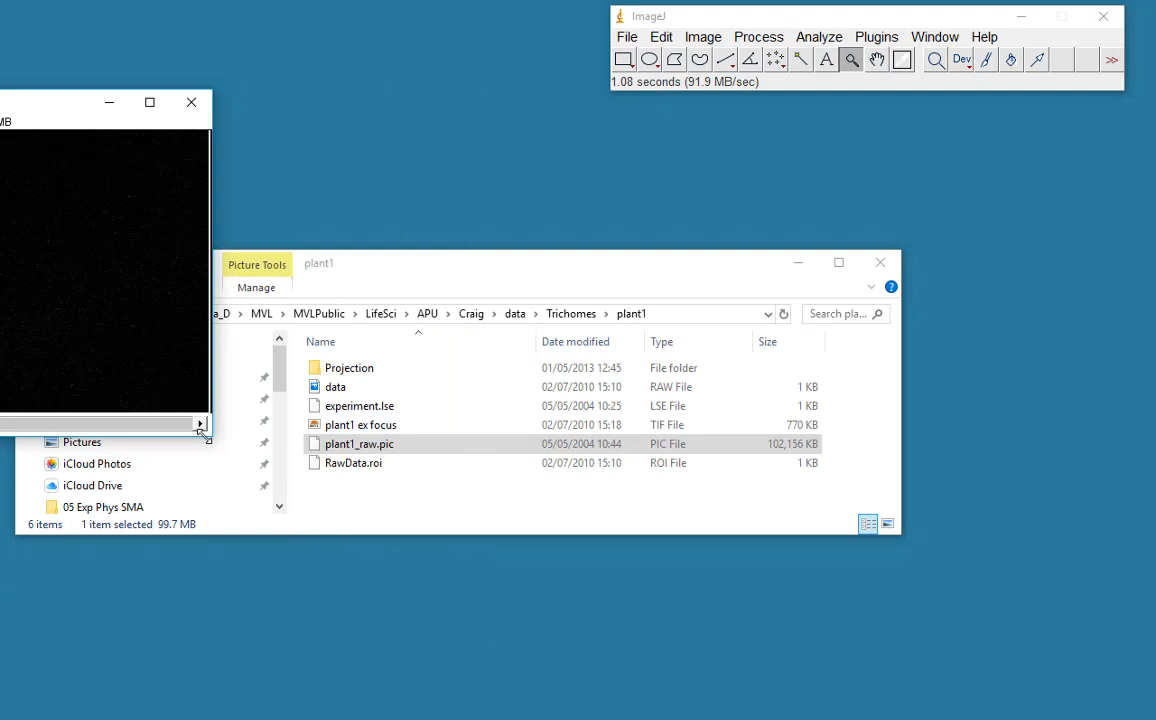 ImageJ
File Edit Image Process Analyze Plugins Window Help
A Dev >>
1.08 seconds (91.9 MB/sec)
MB
Picture Tools plant1
Manage
a_D > MVL > MVLPublic > LifeSci > APU > Craig > data > Trichomes > plant1 Search pla...
Name Date modified Type Size
Projection 01/05/2013 12:45 File folder
data 02/07/2010 15:10 RAW File 1 KB
experiment.lse 05/05/2004 10:25 LSE File 1 KB
plant1 ex focus 02/07/2010 15:18 TIF File 770 KB
plant1_raw.pic 05/05/2004 10:44 PIC File 102,156 KB
RawData.roi 02/07/2010 15:10 ROI File 1 KB
Pictures
iCloud Photos
iCloud Drive
05 Exp Phys SMA
6 items 1 item selected 99.7 MB